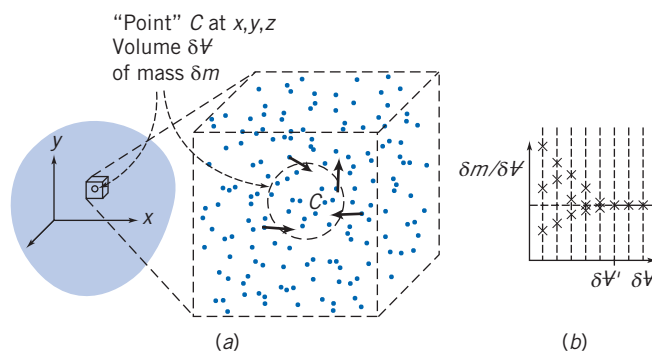 “Point” C at x,y,z
Volume δV̶
of mass δm
y
x
C
(a)
δm/δV̶
δV̶' δV̶
(b)